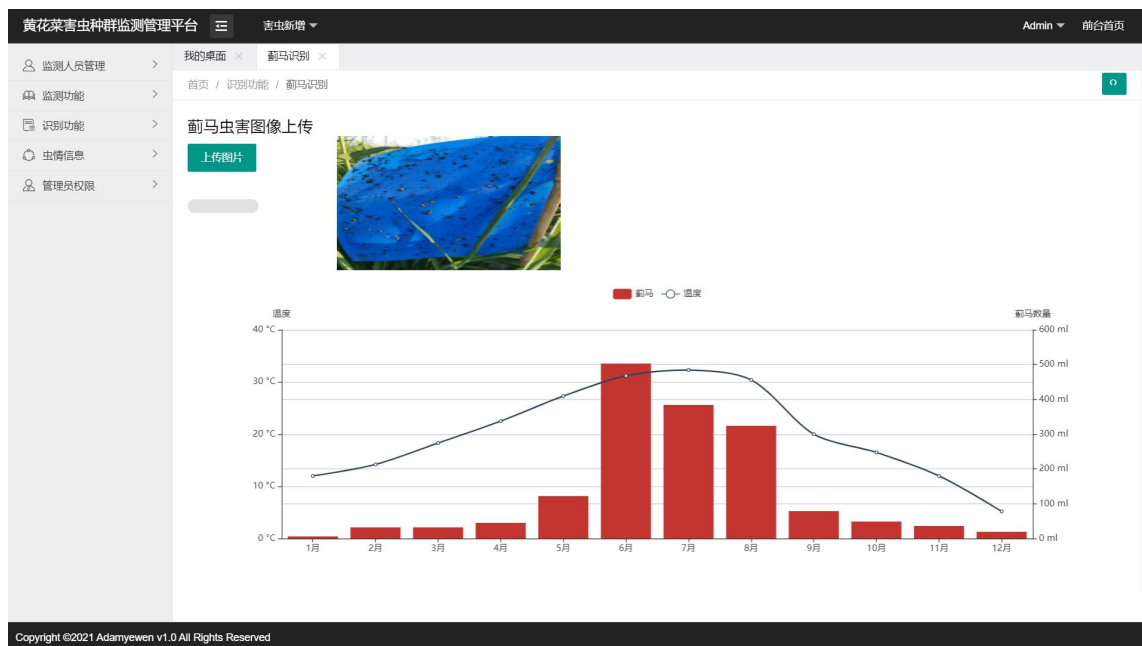 黄花菜害虫种群监测管理平台 害虫新增 Admin 前台首页
监测人员管理
监测功能
识别功能
虫情信息
管理员权限
我的桌面 × 蓟马识别 ×
首页 / 识别功能 / 蓟马识别
蓟马虫害图像上传
上传图片
蓟马 温度
温度 蓟马数量
40 °C 600 ml
500 ml
30 °C
400 ml
20 °C 300 ml
200 ml
10 °C
100 ml
0 °C 0 ml
1月 2月 3月 4月 5月 6月 7月 8月 9月 10月 11月 12月
Copyright ©2021 Adamyewen v1.0 All Rights Reserved